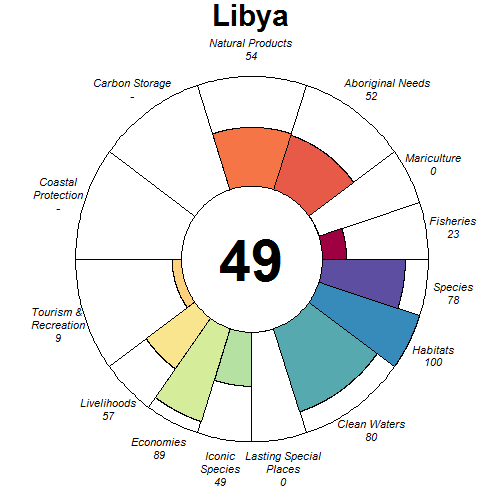 Libya
Natural Products
54
Aboriginal Needs
52
Mariculture
0
Fisheries
23
Species
78
Habitats
100
Clean Waters
80
Lasting Special
Places
0
Iconic
Species
49
Economies
89
Livelihoods
57
Tourism &
Recreation
9
Coastal
Protection
-
Carbon Storage
-
49